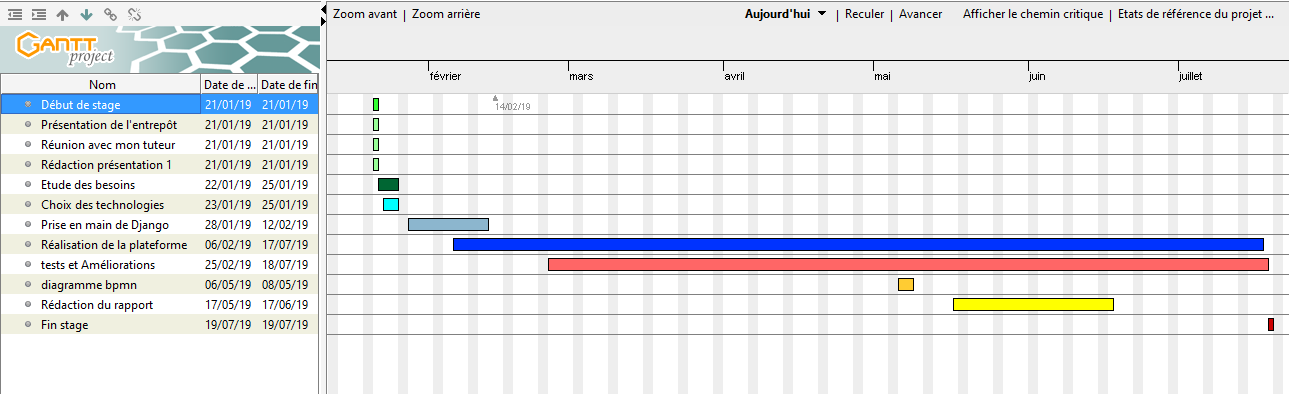 Zoom avant | Zoom arrière Aujourd'hui | Reculer | Avancer Afficher le chemin critique | Etats de référence du projet ...
GANTT
project
février mars avril mai juin juillet
Nom Date de ... Date de fin
Début de stage 21/01/19 21/01/19 14/02/19
Présentation de l'entrepôt 21/01/19 21/01/19
Réunion avec mon tuteur 21/01/19 21/01/19
Rédaction présentation 1 21/01/19 21/01/19
Etude des besoins 22/01/19 25/01/19
Choix des technologies 23/01/19 25/01/19
Prise en main de Django 28/01/19 12/02/19
Réalisation de la plateforme 06/02/19 17/07/19
tests et Améliorations 25/02/19 18/07/19
diagramme bpmn 06/05/19 08/05/19
Rédaction du rapport 17/05/19 17/06/19
Fin stage 19/07/19 19/07/19